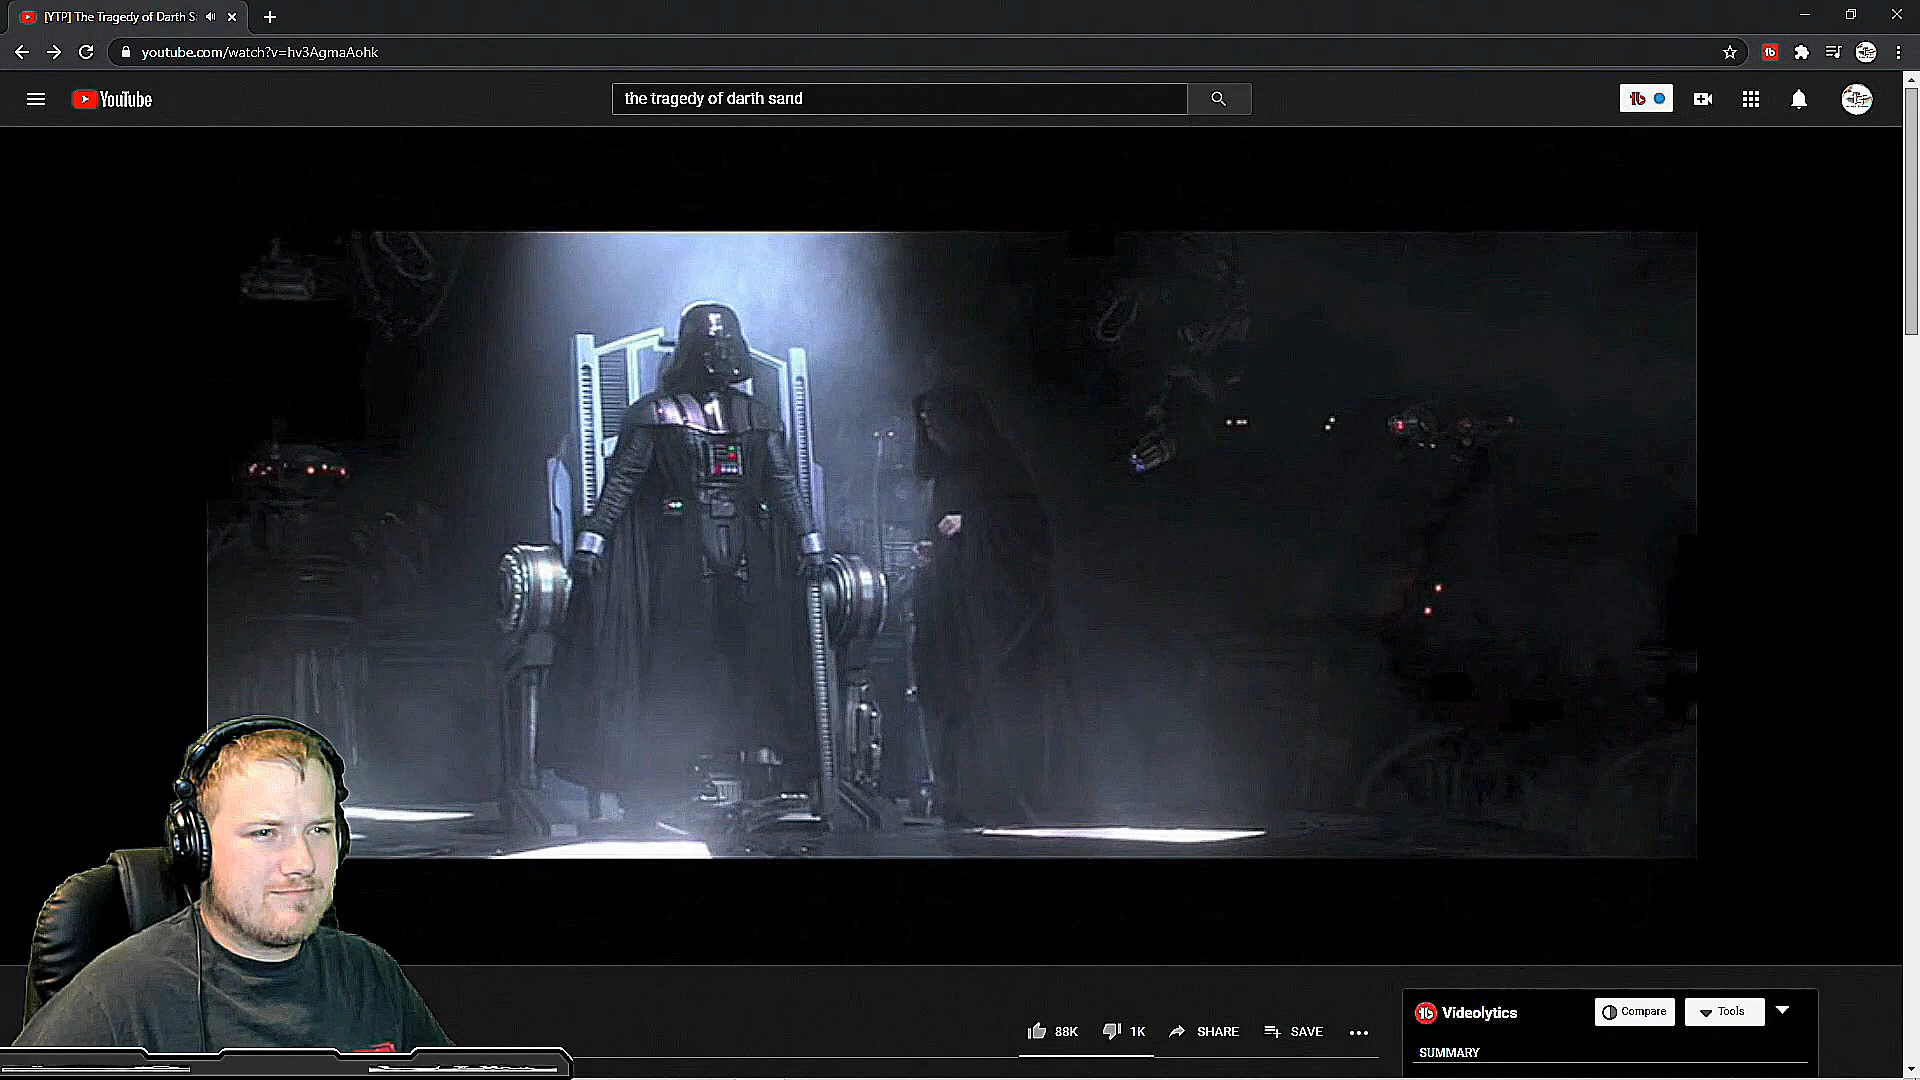 [YTP] The Tragedy of Darth S
youtube.com/watch?v=hv3AgmaAohk
YouTube
the tragedy of darth sand
88K
1K
SHARE
SAVE
Videolytics
Compare
Tools
SUMMARY